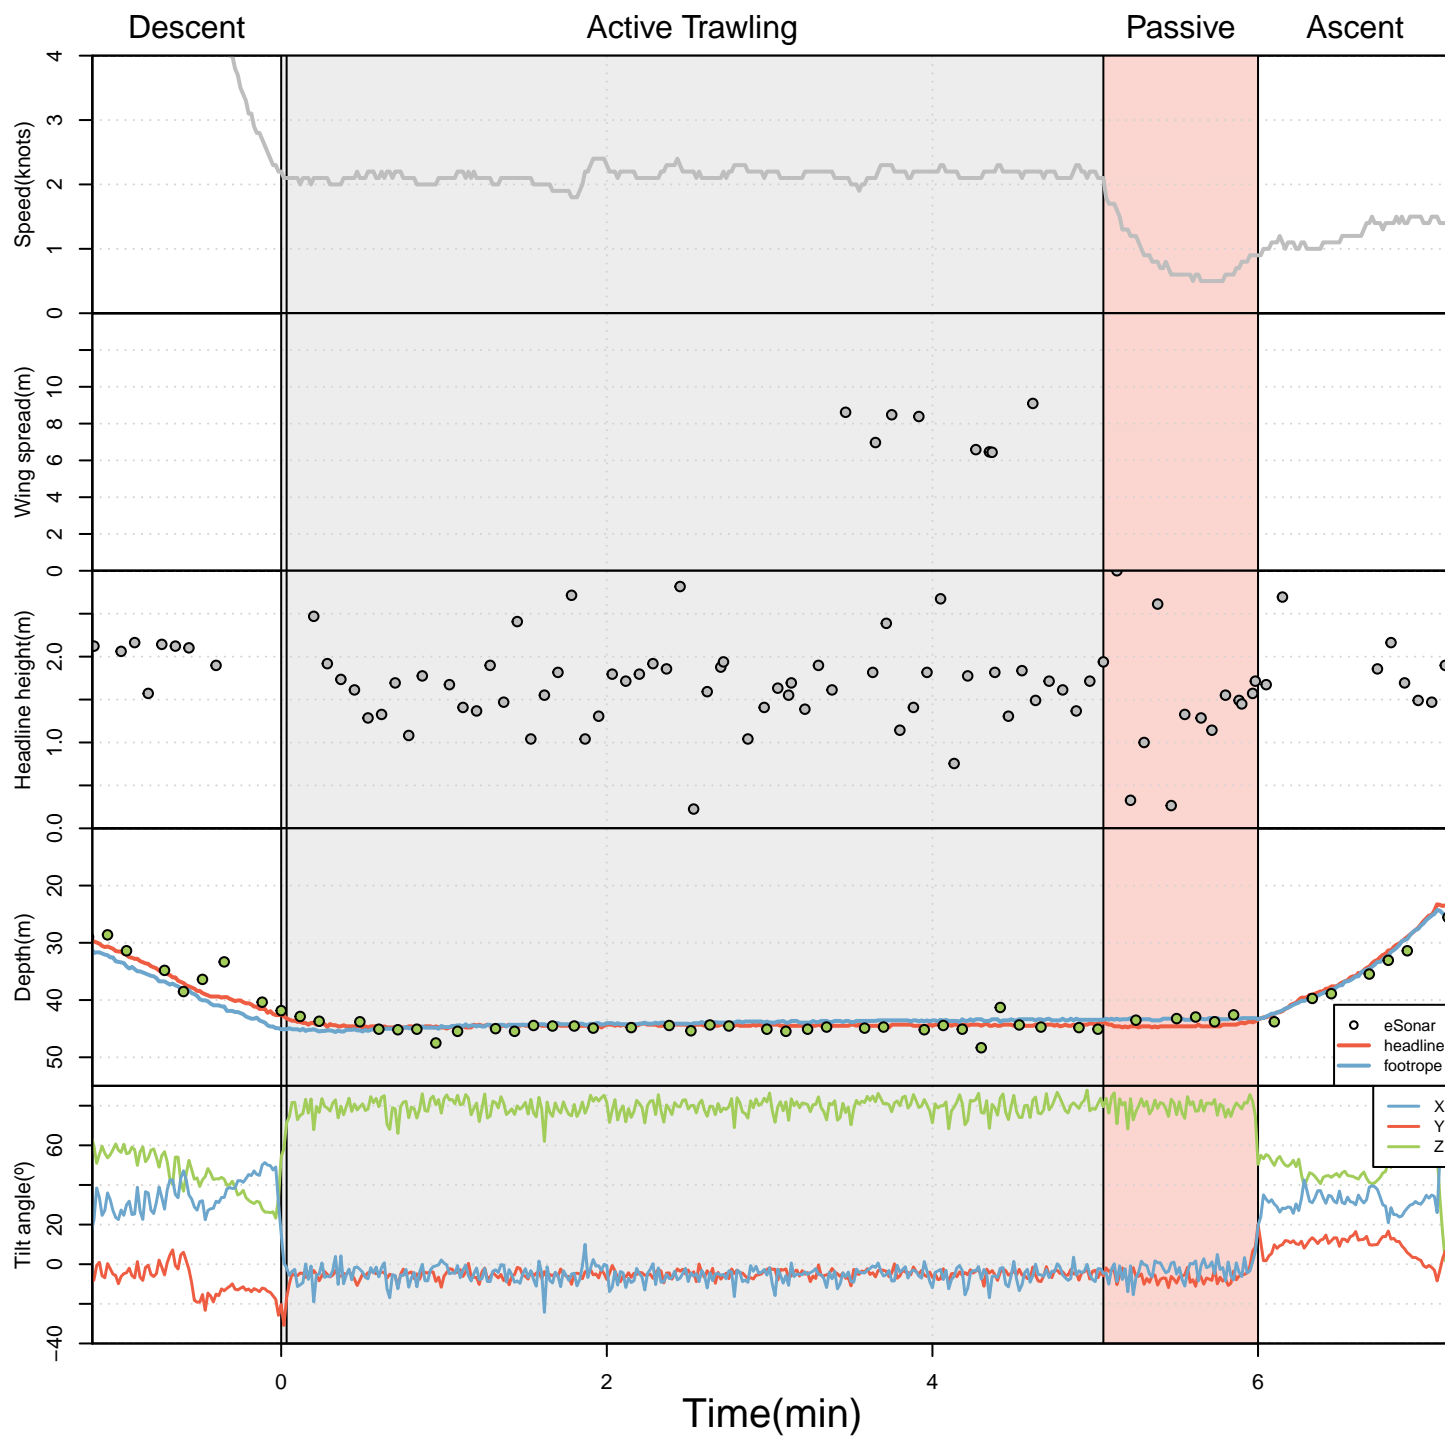 Descent Active Trawling Passive Ascent
Speed(knots)
4
3
2
1
0
Wing spread(m)
10
8
6
4
2
0
Headline height(m)
2.0
1.0
0.0
Depth(m)
20
30
40
50
eSonar
headline
footrope
Tilt angle(º)
60
20
0
−40
X
Y
Z
0 2 4 6
Time(min)